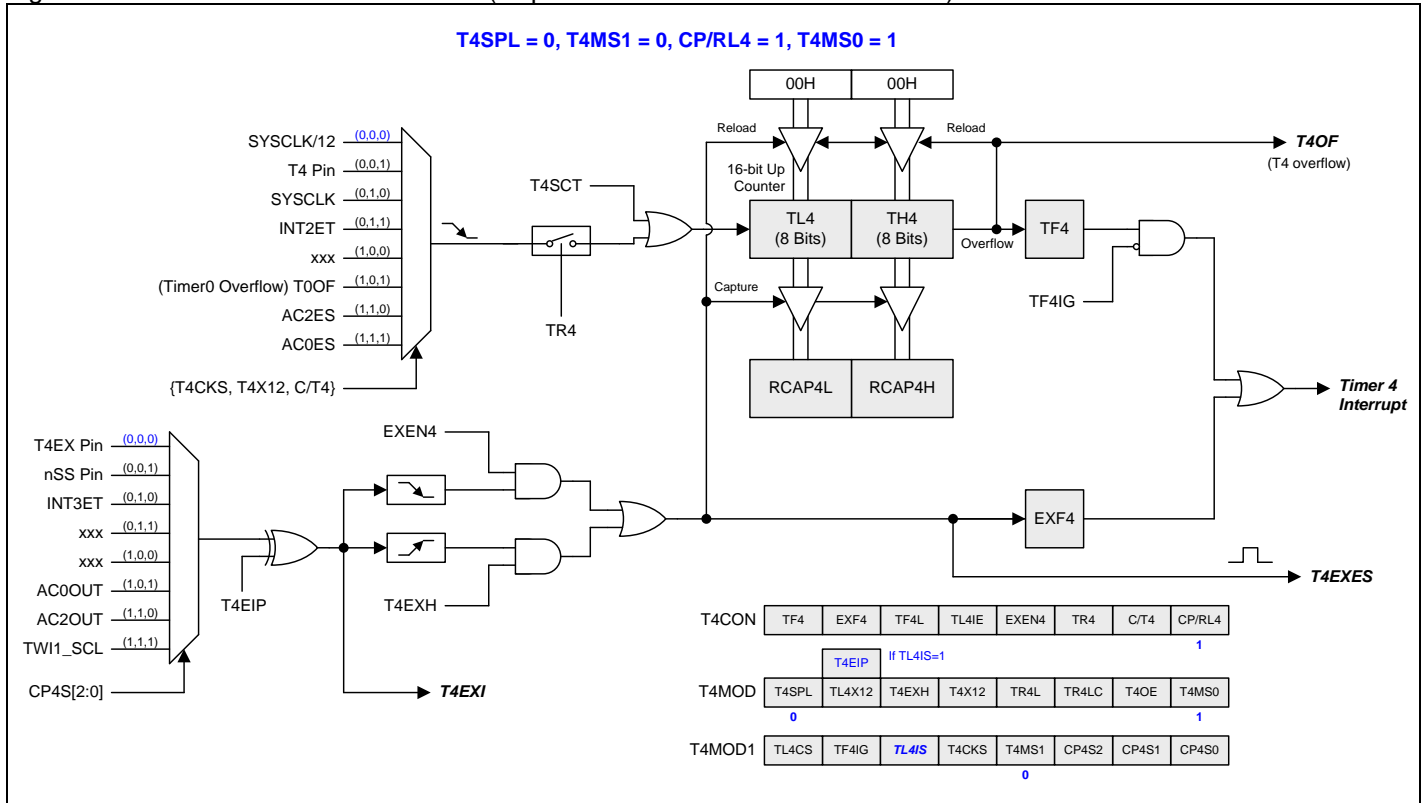 T4SPL = 0, T4MS1 = 0, CP/RL4 = 1, T4MS0 = 1
00H 00H
Reload Reload
SYSCLK/12 (0,0,0)
T4 Pin (0,0,1)
SYSCLK (0,1,0)
INT2ET (0,1,1)
xxx (1,0,0)
(Timer0 Overflow) T0OF (1,0,1)
AC2ES (1,1,0)
AC0ES (1,1,1)
{T4CKS, T4X12, C/T4}
T4SCT
TR4
16-bit Up
Counter
TL4
(8 Bits)
TH4
(8 Bits)
Overflow
TF4
T4OF
(T4 overflow)
TF4IG
Capture
RCAP4L RCAP4H
Timer 4
Interrupt
T4EX Pin (0,0,0)
nSS Pin (0,0,1)
INT3ET (0,1,0)
xxx (0,1,1)
xxx (1,0,0)
AC0OUT (1,0,1)
AC2OUT (1,1,0)
TWI1_SCL (1,1,1)
CP4S[2:0]
T4EIP
EXEN4
T4EXH
T4EXI
EXF4
T4EXES
T4CON TF4 EXF4 TF4L TL4IE EXEN4 TR4 C/T4 CP/RL4
1
T4EIP If TL4IS=1
T4MOD T4SPL TL4X12 T4EXH T4X12 TR4L TR4LC T4OE T4MS0
0 1
T4MOD1 TL4CS TF4IG TL4IS T4CKS T4MS1 CP4S2 CP4S1 CP4S0
0